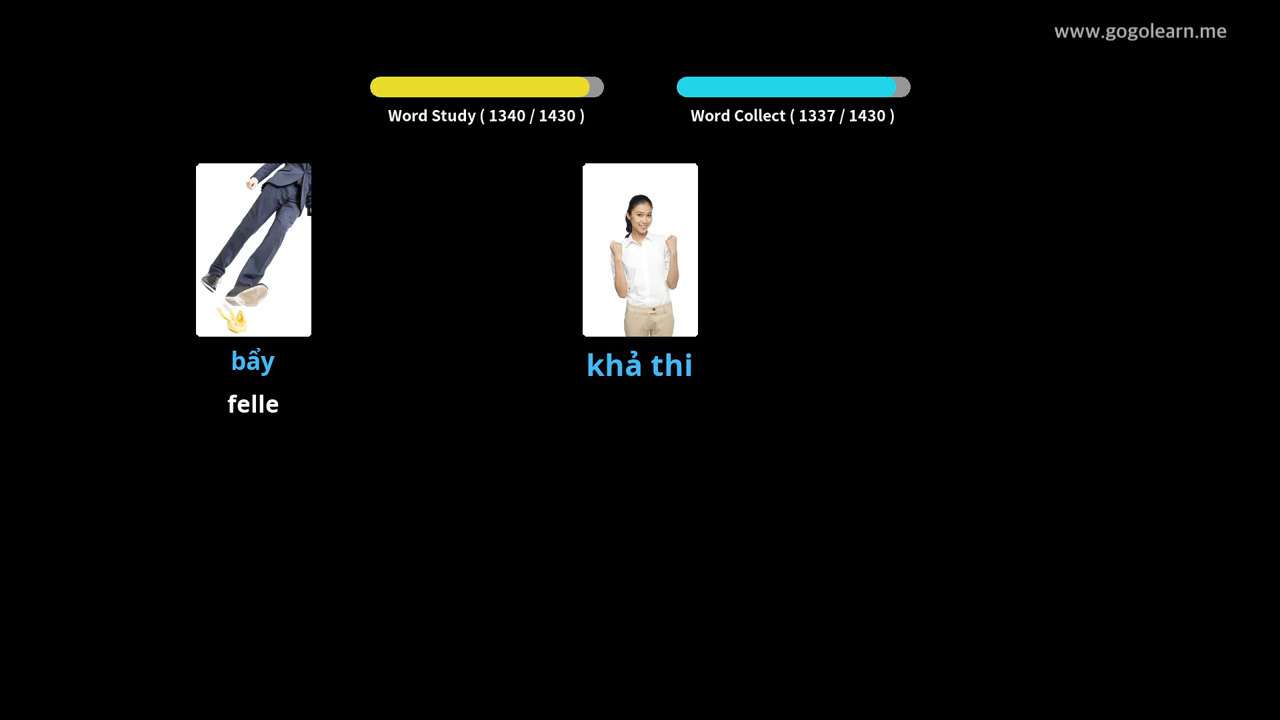 www.gogolearn.me
Word Study ( 1340 / 1430 )
Word Collect ( 1337 / 1430 )
bẩy
felle
khả thi